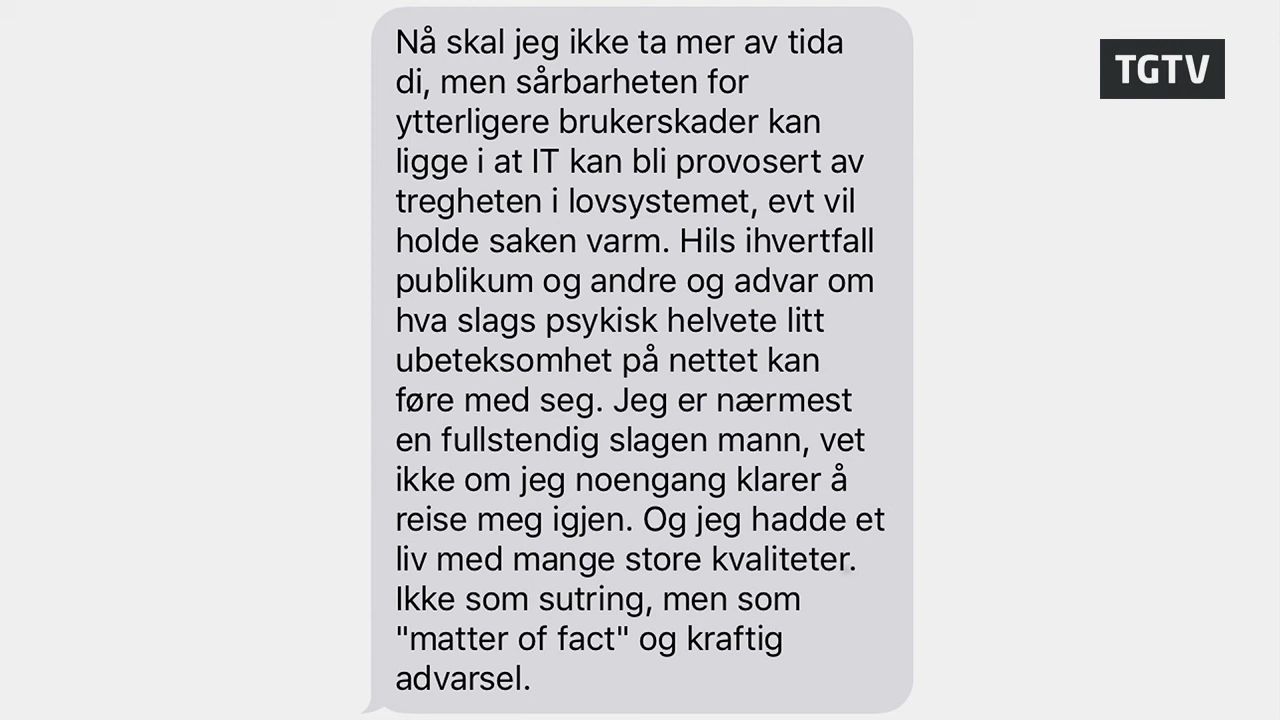 Nå skal jeg ikke ta mer av tida
di, men sårbarheten for
ytterligere brukerskader kan
ligge i at IT kan bli provosert av
tregheten i lovsystemet, evt vil
holde saken varm. Hils ihvertfall
publikum og andre og advar om
hva slags psykisk helvete litt
ubeteksomhet på nettet kan
føre med seg. Jeg er nærmest
en fullstendig slagen mann, vet
ikke om jeg noengang klarer å
reise meg igjen. Og jeg hadde et
liv med mange store kvaliteter.
Ikke som sutring, men som
"matter of fact" og kraftig
advarsel.
TGTV